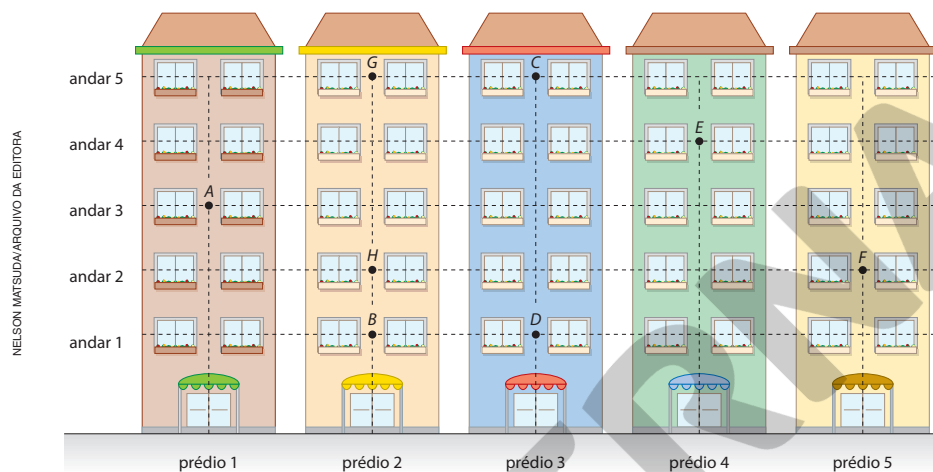 NELSON MATSUDA/ARQUIVO DA EDITORA
andar 5
G
C
andar 4
E
andar 3
A
andar 2
H
F
andar 1
B
D
prédio 1 prédio 2 prédio 3 prédio 4 prédio 5